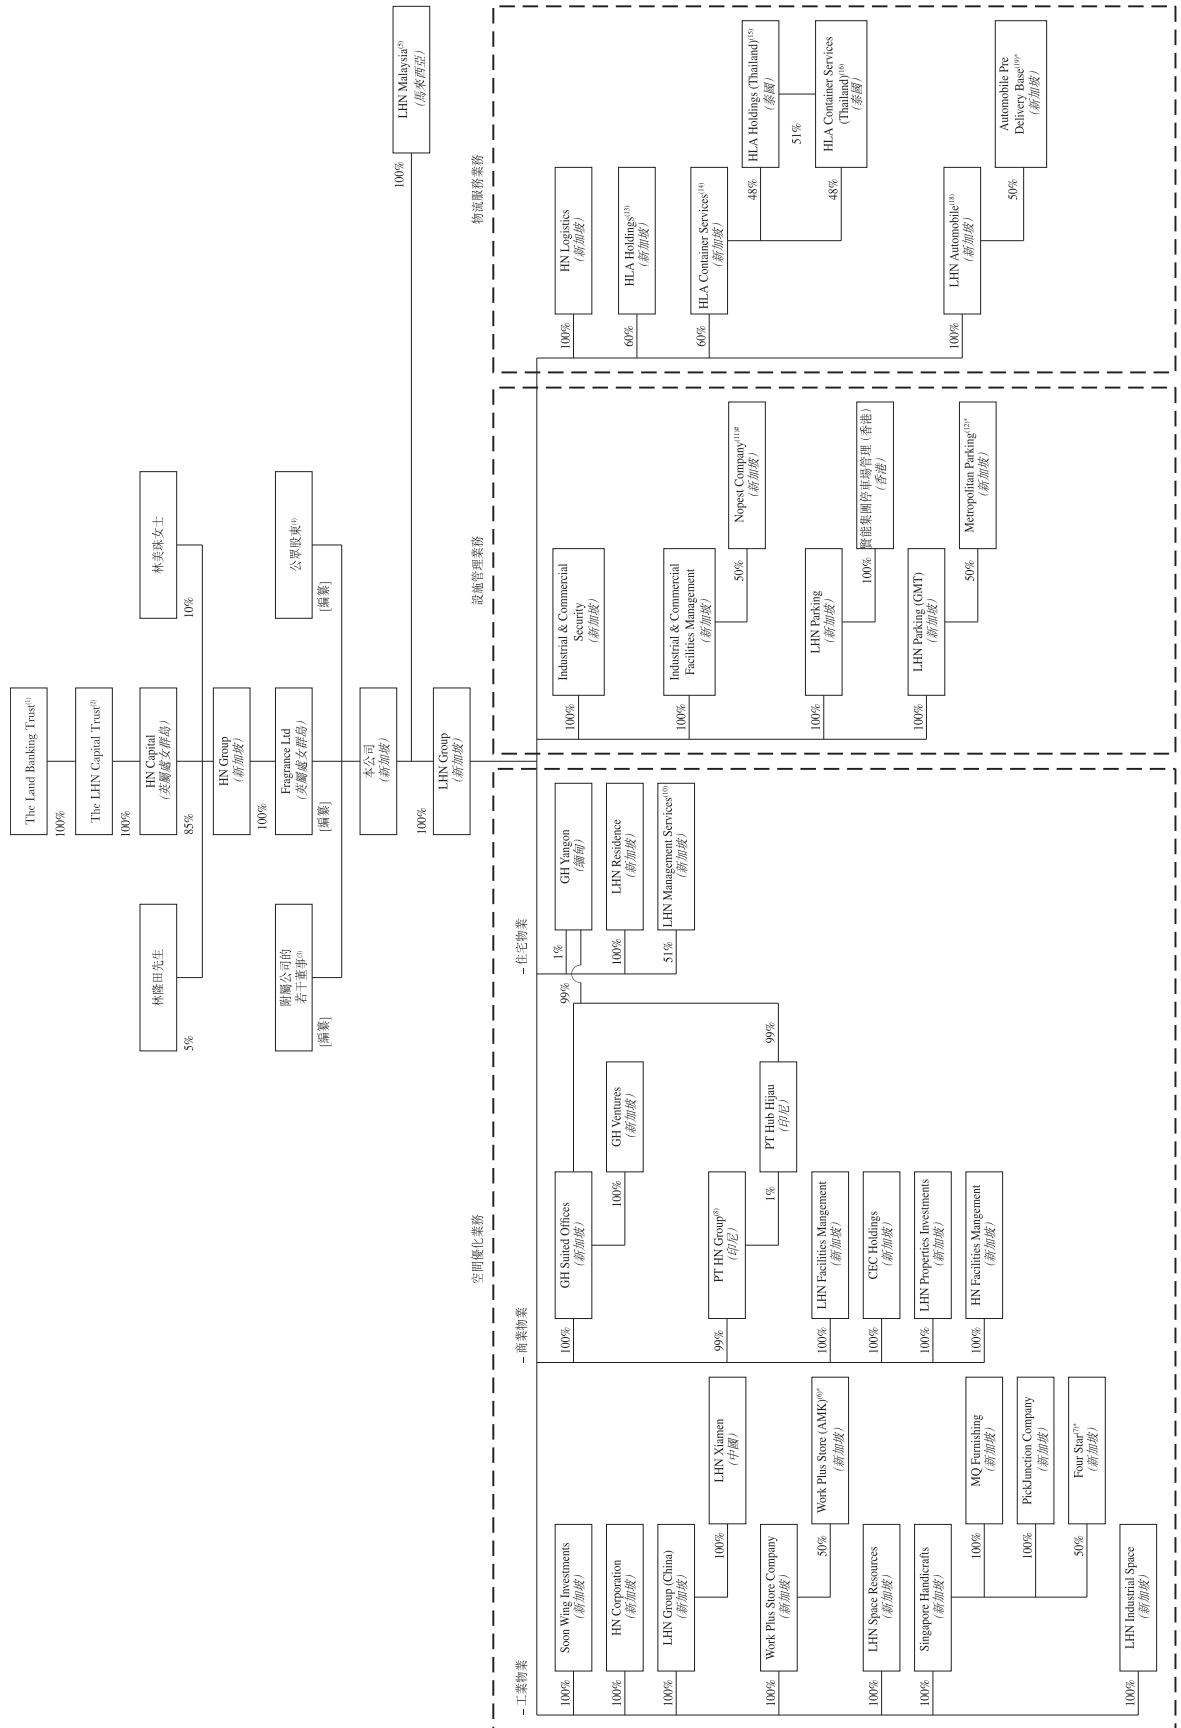 The Land Banking Trust(1)
100%
The LHN Capital Trust(2)
100%
林隆田先生
5%
HN Capital
(英屬處女群島)
85%
林美珠女士
10%
HN Group
(新加坡)
100%
附屬公司的
若干董事(3)
[編纂]
Fragrance Ltd
(英屬處女群島)
[編纂]
公眾股東(4)
[編纂]
本公司
(新加坡)
100%
LHN Malaysia(5)
(馬來西亞)
100%
LHN Group
(新加坡)
空間優化業務
－工業物業
100%
Soon Wing Investments
(新加坡)
100%
HN Corporation
(新加坡)
100%
LHN Group (China)
(新加坡)
100%
LHN Xiamen
(中國)
100%
Work Plus Store Company
(新加坡)
50%
Work Plus Store (AMK)(6)*
(新加坡)
100%
LHN Space Resources
(新加坡)
100%
Singapore Handicrafts
(新加坡)
100%
MQ Furnishing
(新加坡)
100%
PickJunction Company
(新加坡)
50%
Four Star(7)*
(新加坡)
100%
LHN Industrial Space
(新加坡)
－商業物業
100%
GH Suited Offices
(新加坡)
100%
GH Ventures
(新加坡)
99%
PT HN Group(8)
(印尼)
1%
PT Hub Hijau
(印尼)
99%
100%
LHN Facilities Mangement
(新加坡)
100%
CEC Holdings
(新加坡)
100%
LHN Properties Investments
(新加坡)
100%
HN Facilities Mangement
(新加坡)
－住宅物業
99%
1%
GH Yangon
(緬甸)
100%
LHN Residence
(新加坡)
51%
LHN Management Services(10)
(新加坡)
設施管理業務
100%
Industrial & Commercial
Security
(新加坡)
100%
Industrial & Commercial
Facilities Management
(新加坡)
50%
Nopest Company(11)#
(新加坡)
100%
LHN Parking
(新加坡)
100%
賢能集團停車場管理（香港）
(香港)
100%
LHN Parking (GMT)
(新加坡)
50%
Metropolitan Parking(12)*
(新加坡)
物流服務業務
100%
HN Logistics
(新加坡)
60%
HLA Holdings(13)
(新加坡)
60%
HLA Container Services(14)
(新加坡)
48%
HLA Holdings (Thailand)(15)
(泰國)
51%
48%
HLA Container Services
(Thailand)(16)
(泰國)
100%
LHN Automobile(18)
(新加坡)
50%
Automobile Pre
Delivery Base(19)*
(新加坡)